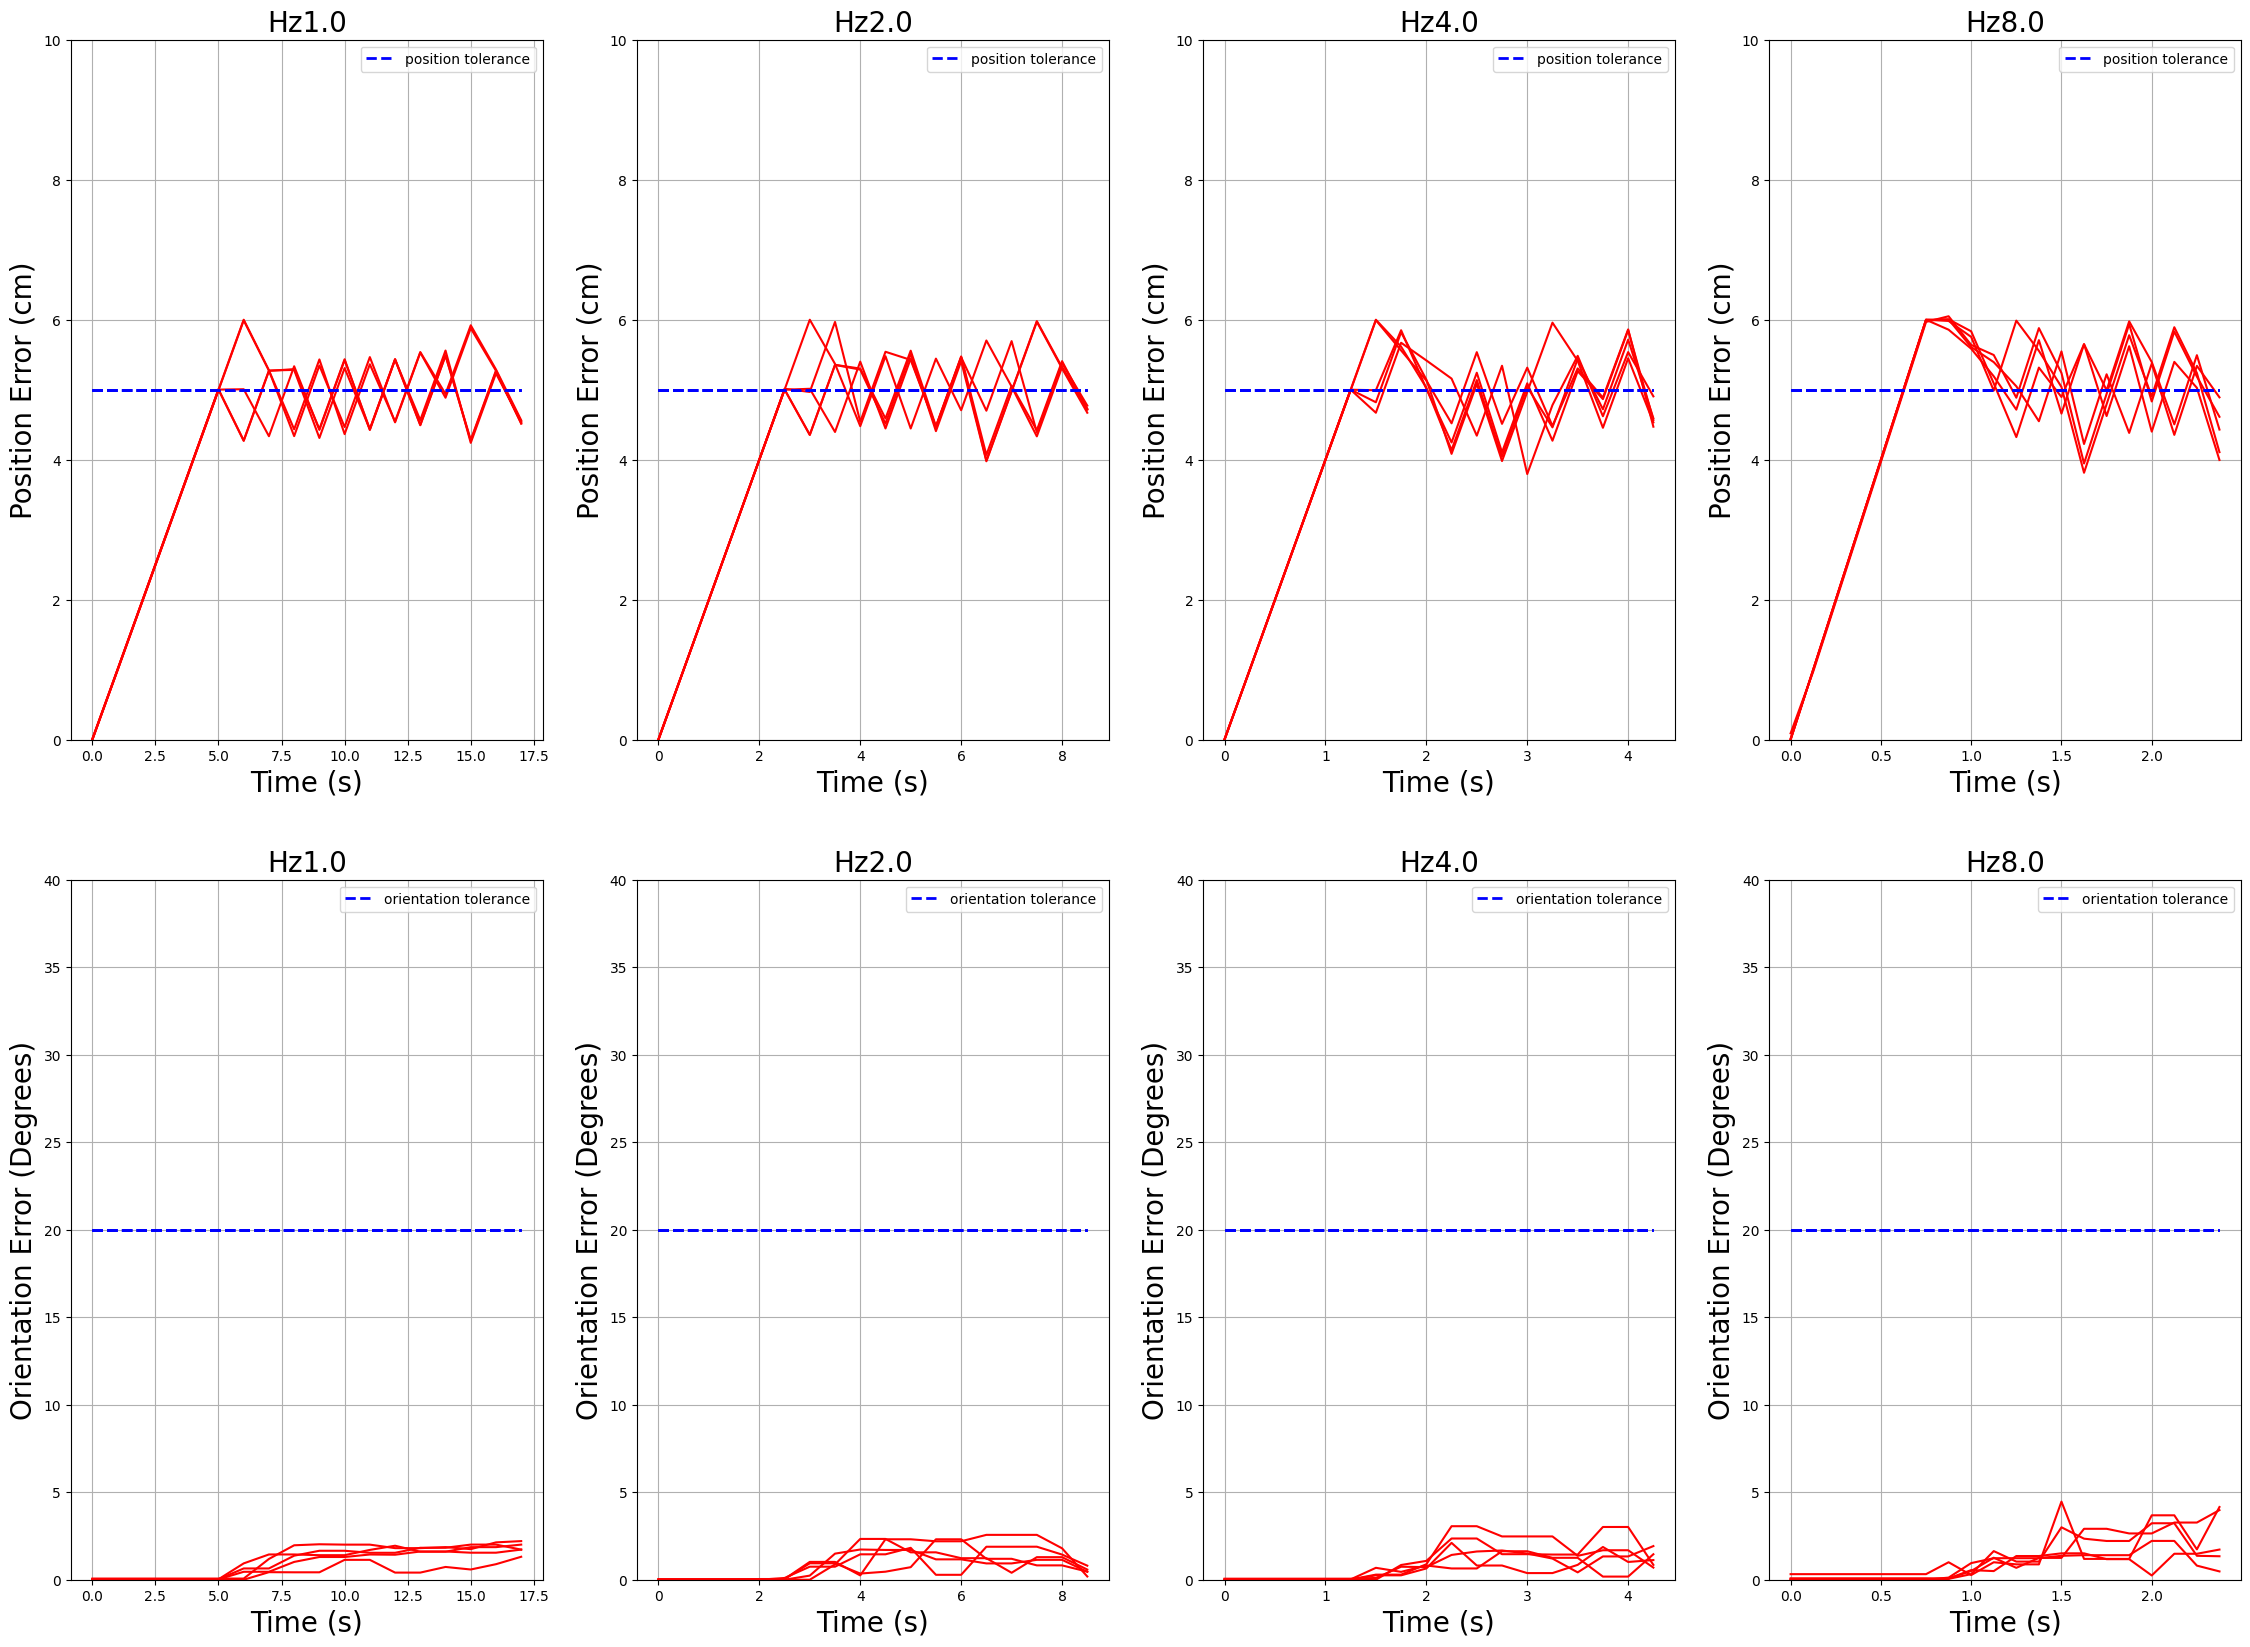 Hz1.0
position tolerance
Position Error (cm)
10
8
6
4
2
0
0.0 2.5 5.0 7.5 10.0 12.5 15.0 17.5
Time (s)
Hz2.0
position tolerance
Position Error (cm)
10
8
6
4
2
0
0 2 4 6 8
Time (s)
Hz4.0
position tolerance
Position Error (cm)
10
8
6
4
2
0
0 1 2 3 4
Time (s)
Hz8.0
position tolerance
Position Error (cm)
10
8
6
4
2
0
0.0 0.5 1.0 1.5 2.0
Time (s)
Hz1.0
orientation tolerance
Orientation Error (Degrees)
40
35
30
25
20
15
10
5
0
0.0 2.5 5.0 7.5 10.0 12.5 15.0 17.5
Time (s)
Hz2.0
orientation tolerance
Orientation Error (Degrees)
40
35
30
25
20
15
10
5
0
0 2 4 6 8
Time (s)
Hz4.0
orientation tolerance
Orientation Error (Degrees)
40
35
30
25
20
15
10
5
0
0 1 2 3 4
Time (s)
Hz8.0
orientation tolerance
Orientation Error (Degrees)
40
35
30
25
20
15
10
5
0
0.0 0.5 1.0 1.5 2.0
Time (s)